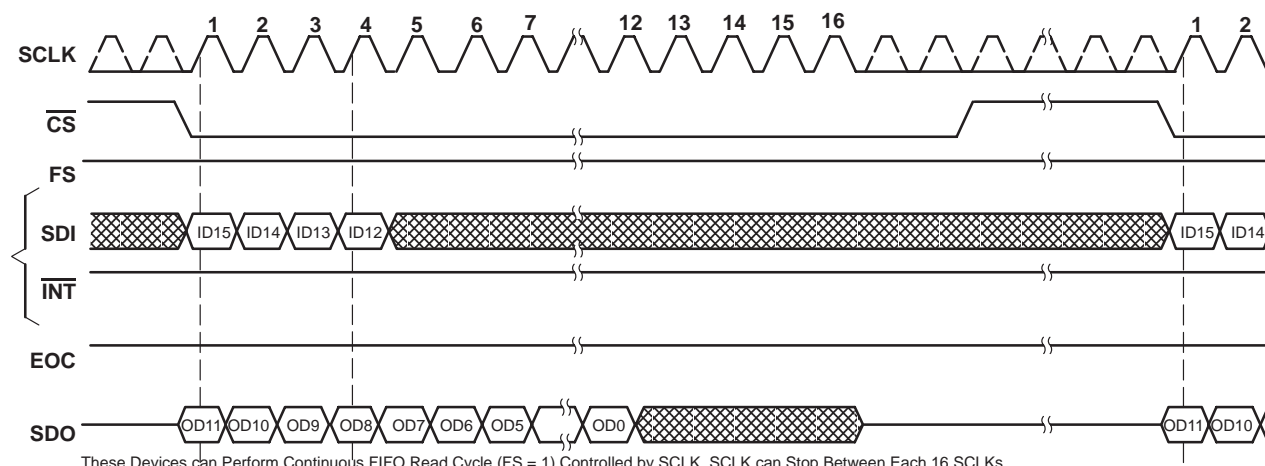 1 2 3 4 5 6 7 12 13 14 15 16 1 2
SCLK
CS
FS
SDI ID15 ID14 ID13 ID12 ID15 ID14
INT
EOC
SDO OD11 OD10 OD9 OD8 OD7 OD6 OD5 OD0 OD11 OD10
These Devices can Perform Continuous FIFO Read Cycle (FS = 1) Controlled by SCLK, SCLK can Stop Between Each 16 SCLKs